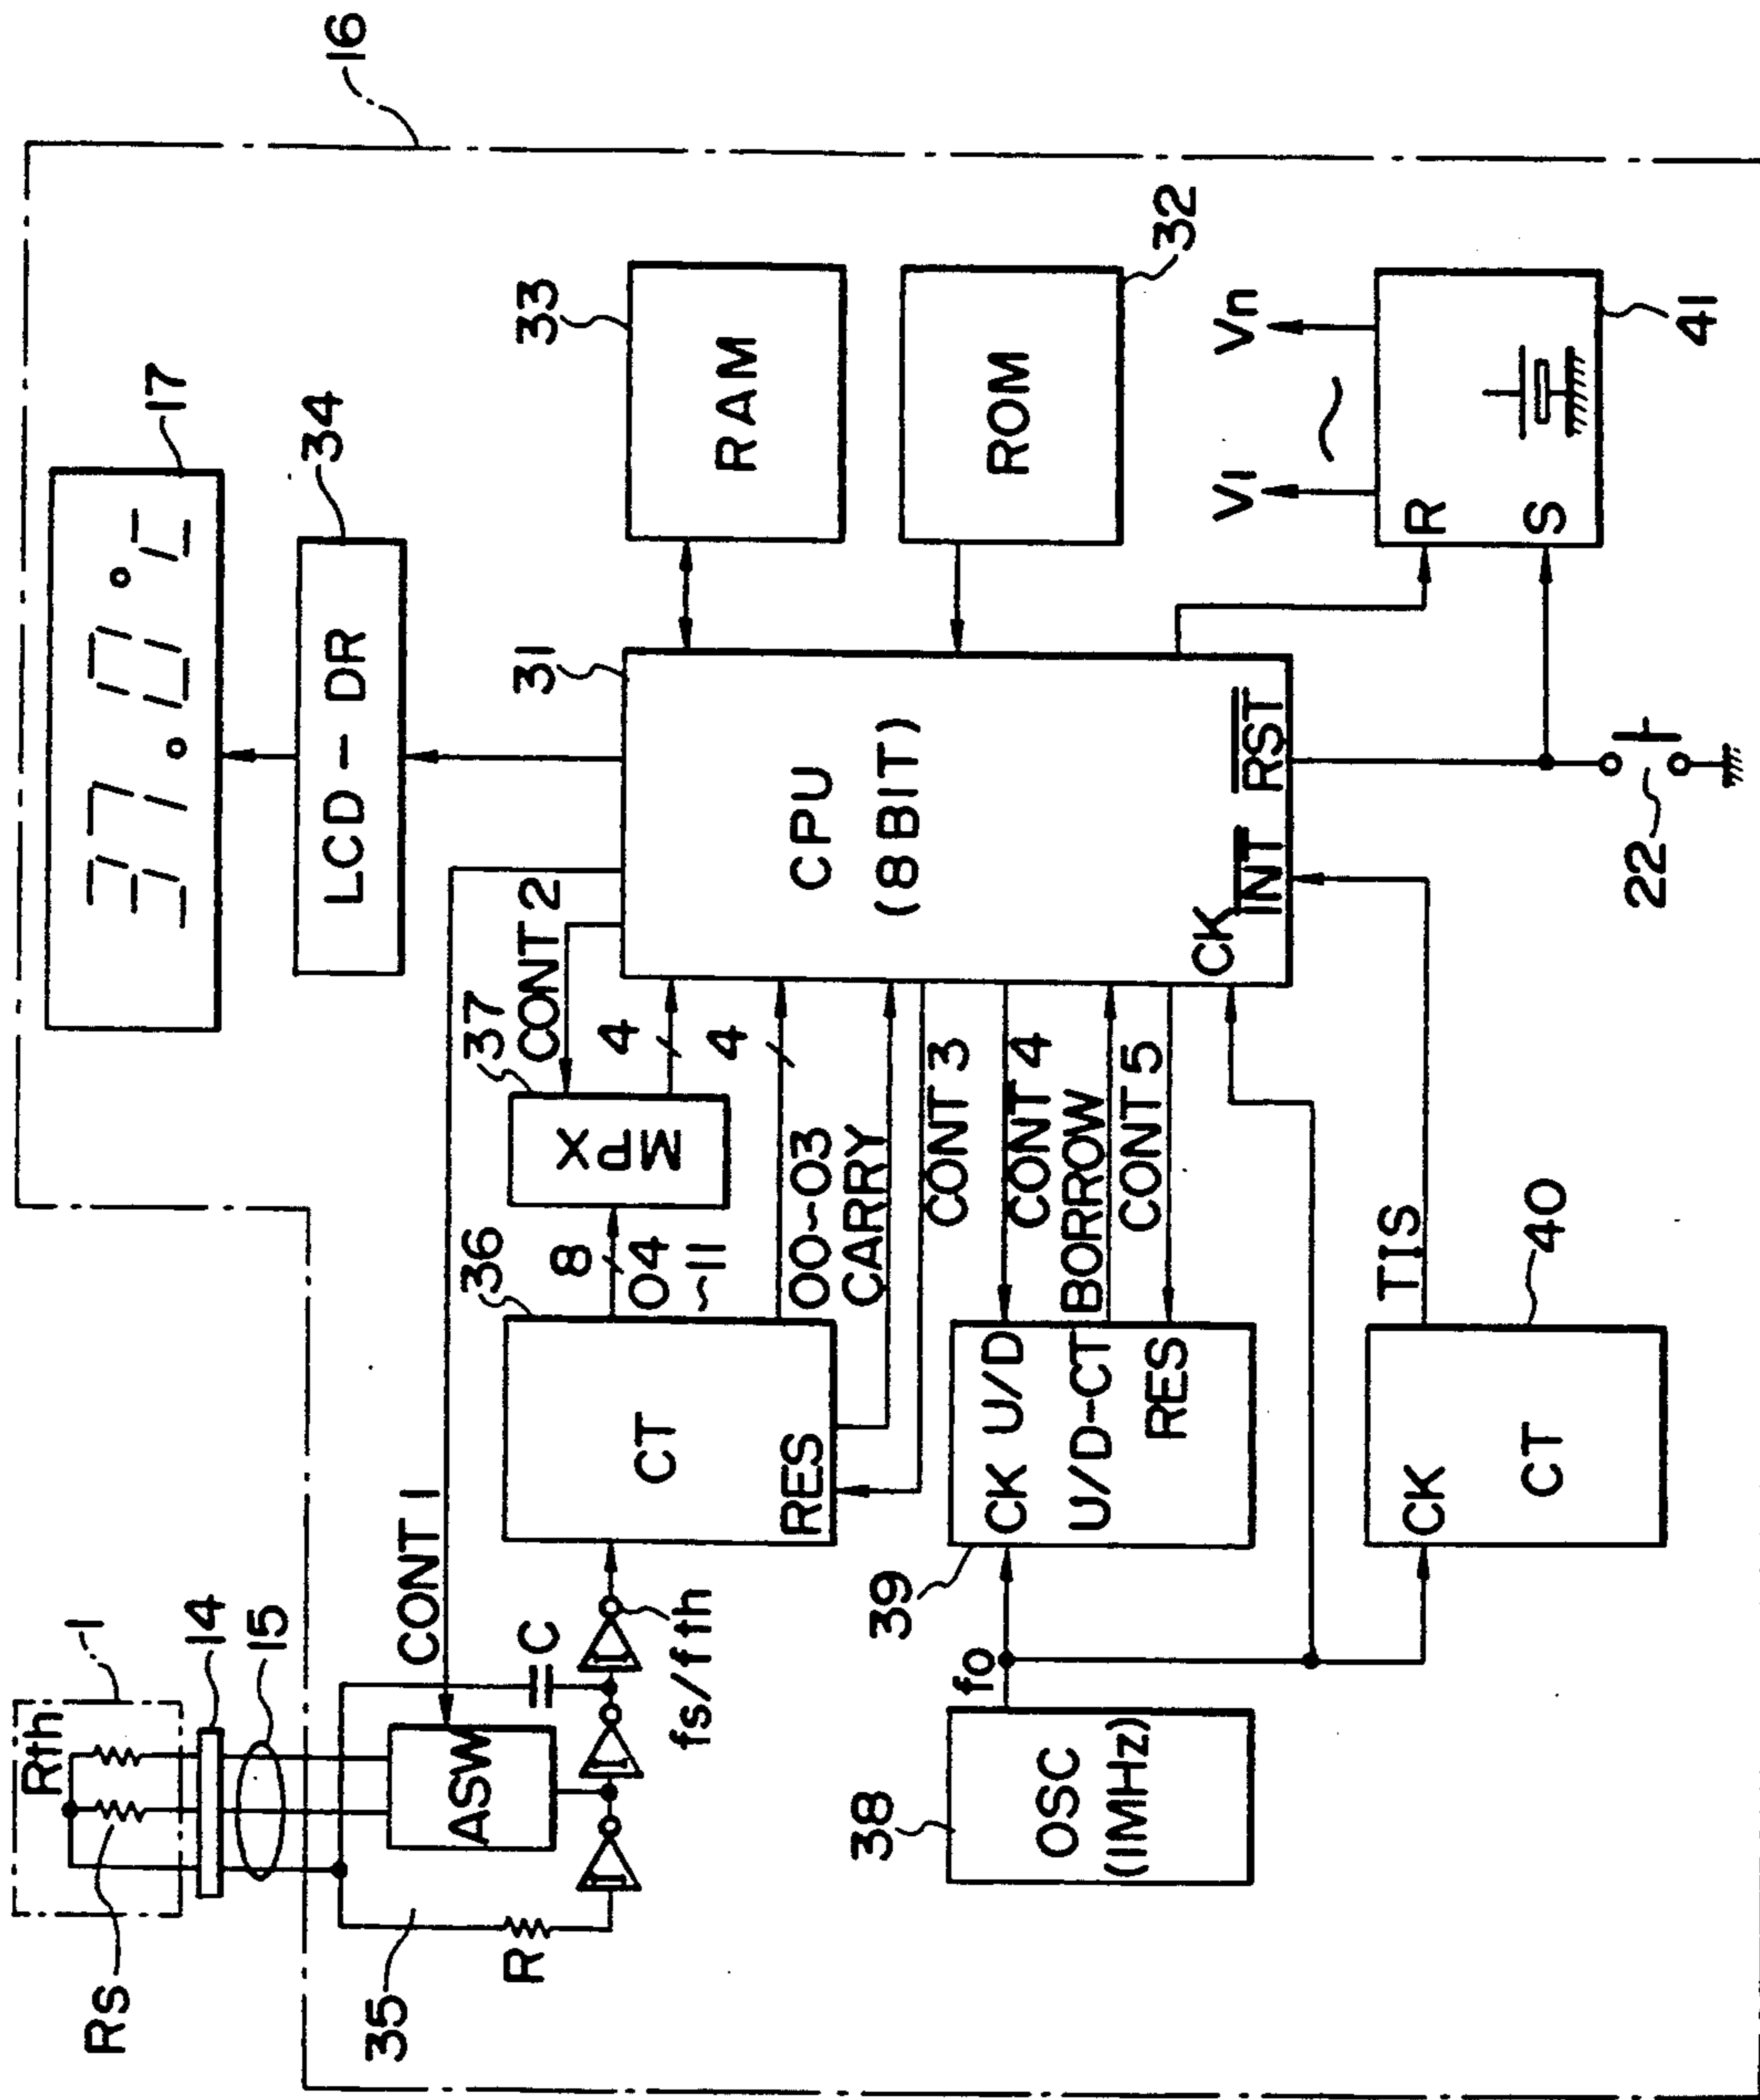 16
1
Rth
Rs
14
15
35
R
C
ASW
CONT 1
fs/fth
36
CT
RES
8
04
~11
37
MPX
CONT 2
4
4
00~03
CARRY
CONT 3
CONT 4
BORROW
CONT 5
17
37.0°C
34
LCD-DR
31
CPU
(8BIT)
CK
INT
RST
33
RAM
32
ROM
V1
~
Vn
R
S
41
22
38
OSC
(1MHz)
fo
39
CK U/D
U/D-CT
RES
TIS
40
CK
CT